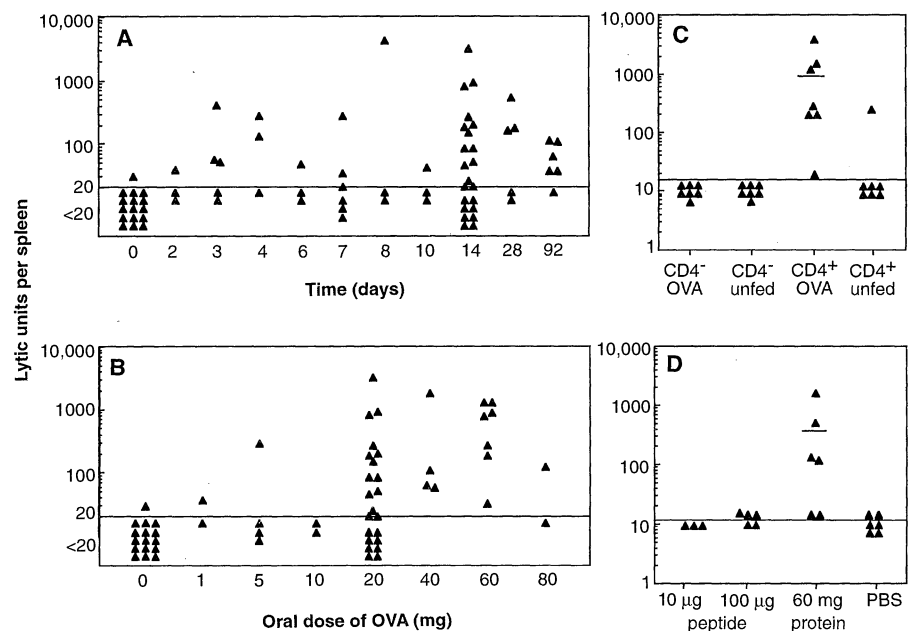 Lytic units per spleen
A
10,000
1000
100
20
<20
0 2 3 4 6 7 8 10 14 28 92
Time (days)
B
10,000
1000
100
20
<20
0 1 5 10 20 40 60 80
Oral dose of OVA (mg)
C
10,000
1000
100
10
1
CD4- CD4- CD4+ CD4+
OVA unfed OVA unfed
D
10,000
1000
100
10
1
10 µg 100 µg 60 mg PBS
peptide protein